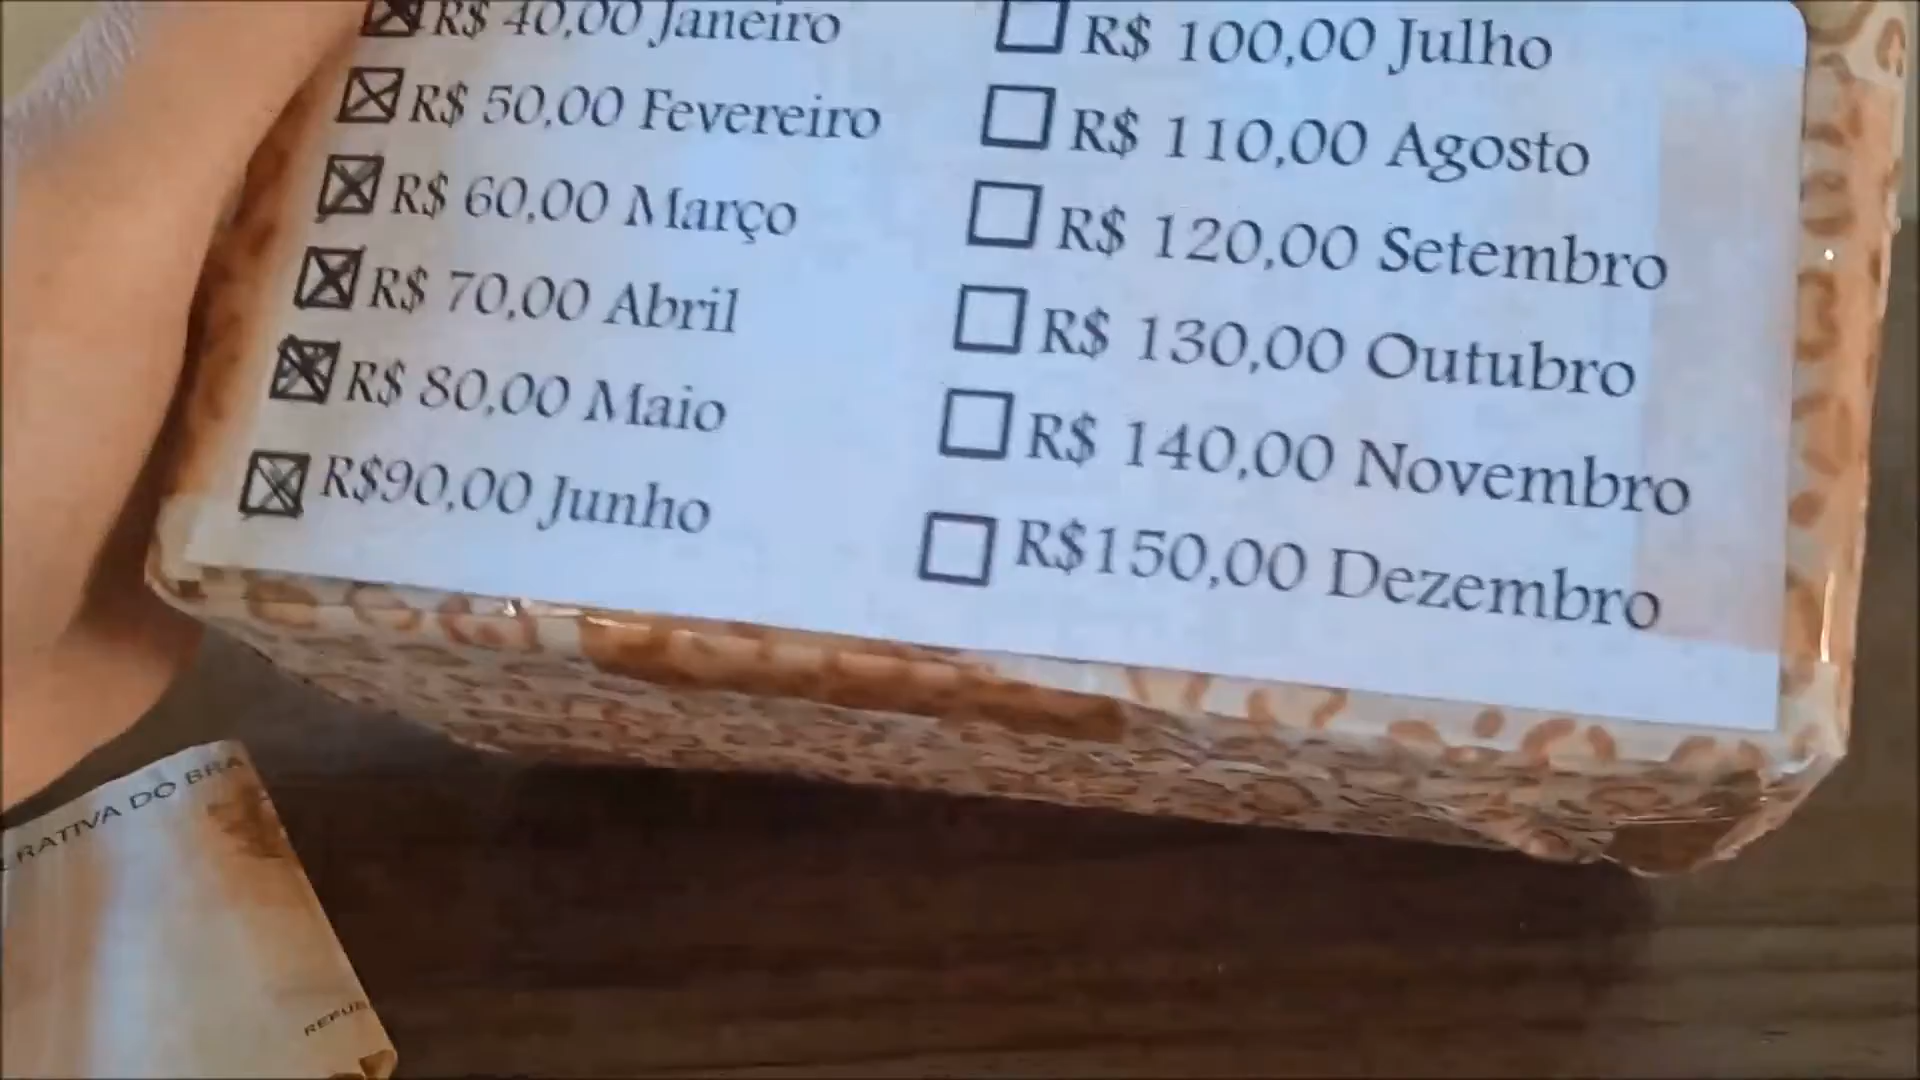 R$ 40,00 Janeiro
R$ 50,00 Fevereiro
R$ 60,00 Março
R$ 70,00 Abril
R$ 80,00 Maio
R$90,00 Junho
R$ 100,00 Julho
R$ 110,00 Agosto
R$ 120,00 Setembro
R$ 130,00 Outubro
R$ 140,00 Novembro
R$150,00 Dezembro
RATIVA DO BRA
REPUB